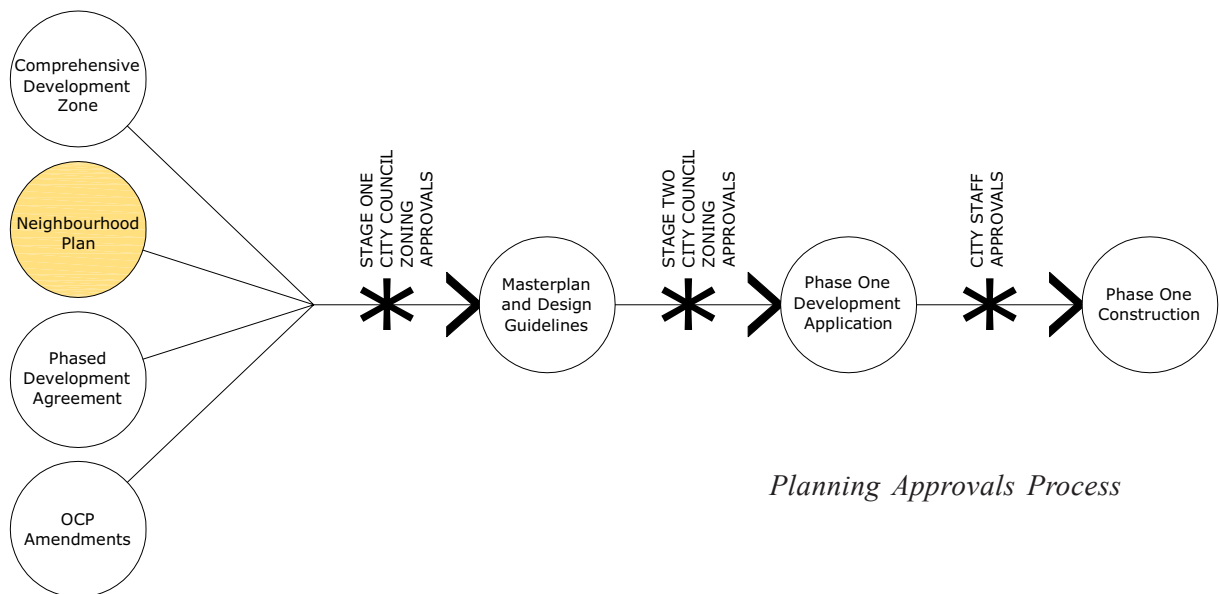 Comprehensive
Development
Zone
Neighbourhood
Plan
Phased
Development
Agreement
OCP
Amendments
STAGE ONE
CITY COUNCIL
ZONING
APPROVALS
Masterplan
and Design
Guidelines
STAGE TWO
CITY COUNCIL
ZONING
APPROVALS
Phase One
Development
Application
CITY STAFF
APPROVALS
Phase One
Construction
Planning Approvals Process